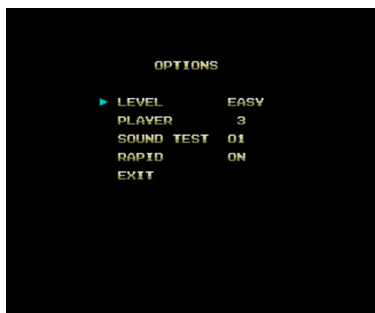 OPTIONS
LEVEL EASY
PLAYER 3
SOUND TEST 01
RAPID ON
EXIT